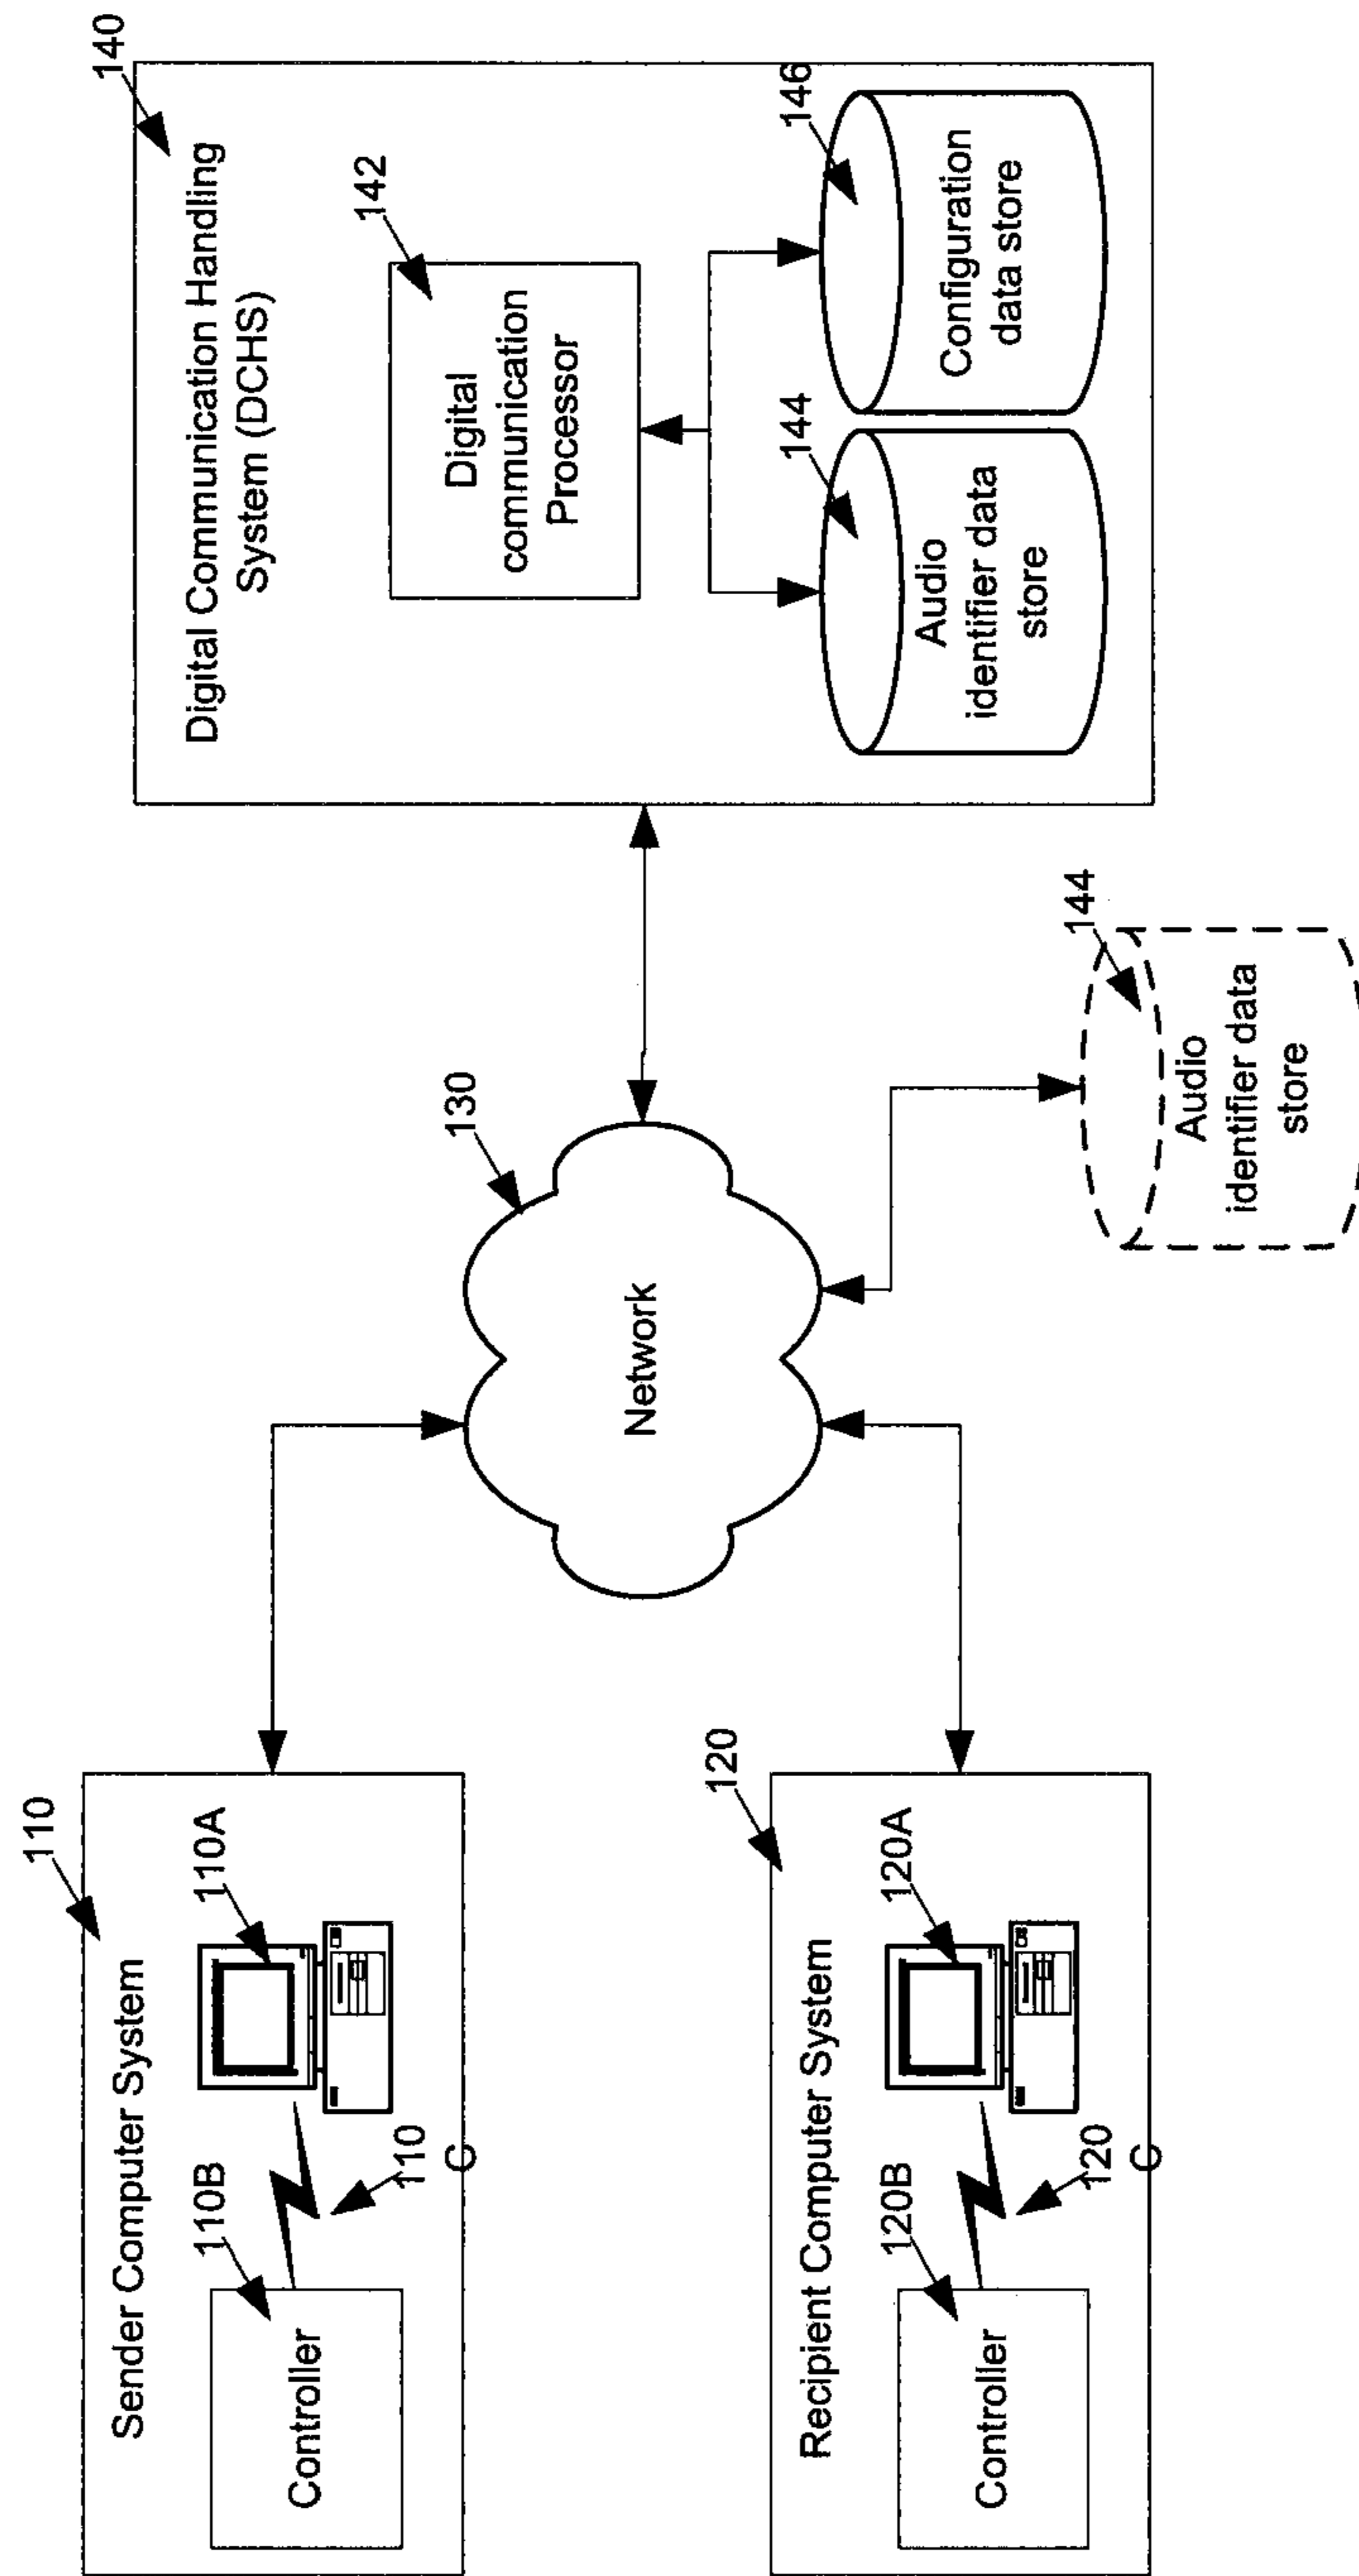 110
Sender Computer System
110A
110B
110
C
Controller
120
Recipient Computer System
120A
120B
120
C
Controller
130
Network
144
Audio
identifier data
store
140
Digital Communication Handling
System (DCHS)
142
Digital
communication
Processor
144
Audio
identifier data
store
146
Configuration
data store